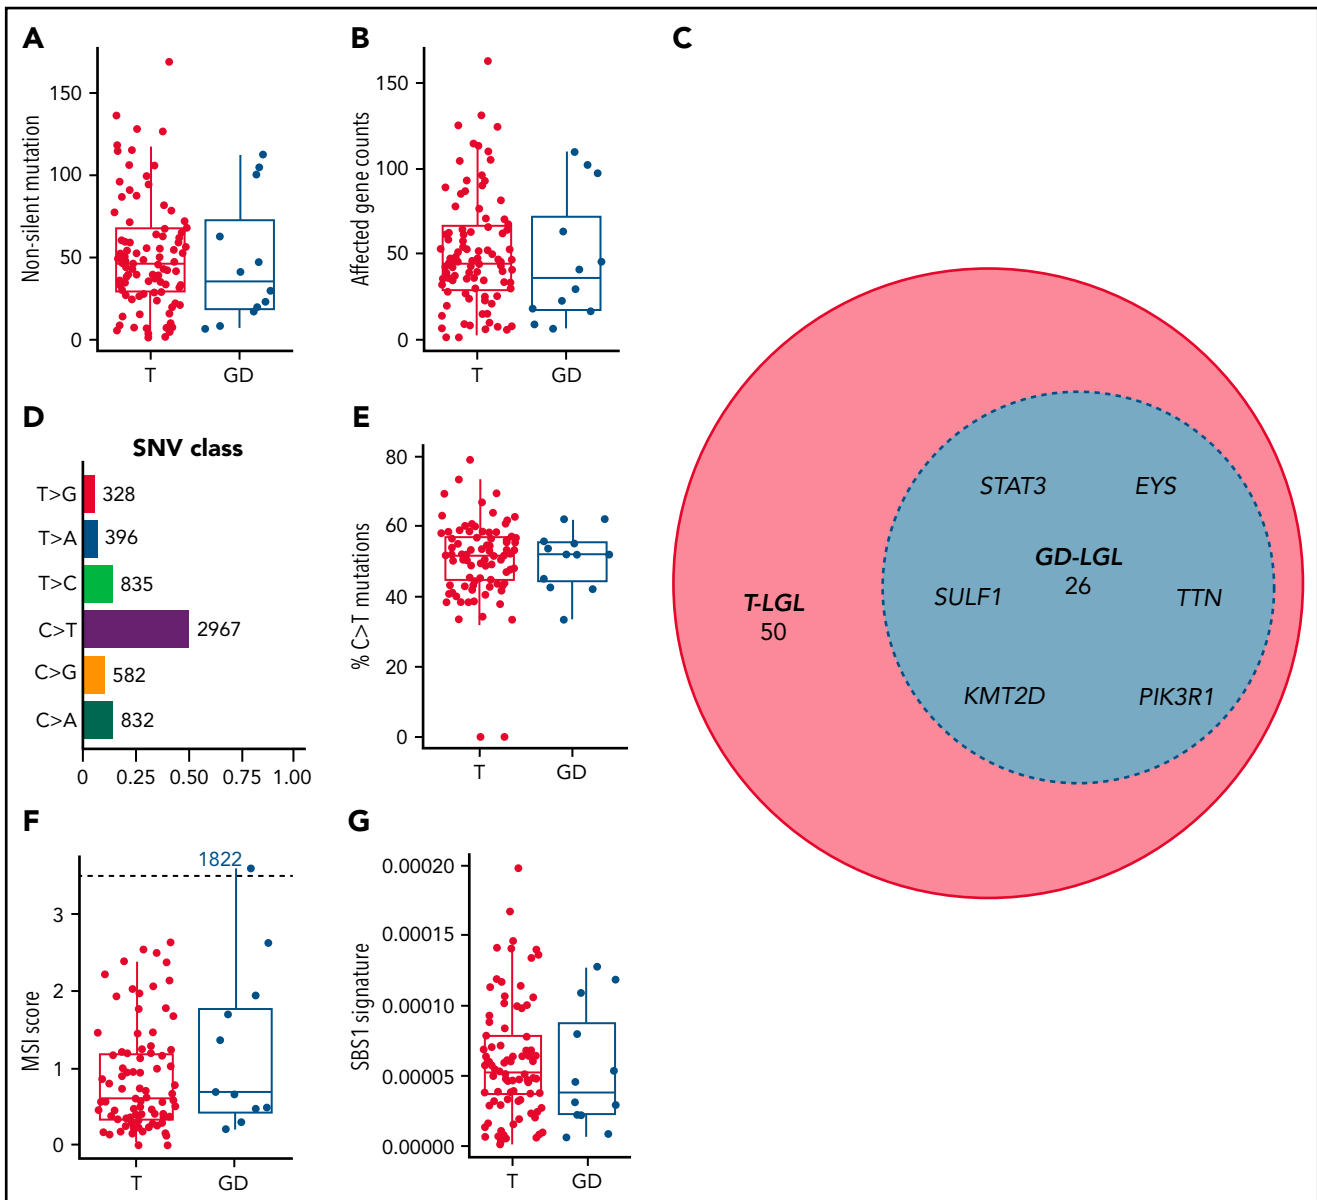 A
Non-silent mutation
150
100
50
0
T
GD
B
Affected gene counts
150
100
50
0
T
GD
C
STAT3
EYS
GD-LGL
26
SULF1
TTN
T-LGL
50
KMT2D
PIK3R1
D
SNV class
T>G
328
T>A
396
T>C
835
C>T
2967
C>G
582
C>A
832
0
0.25
0.50
0.75
1.00
E
% C>T mutations
80
60
40
20
0
T
GD
F
MSI score
1822
3
2
1
0
T
GD
G
SBS1 signature
0.00020
0.00015
0.00010
0.00005
0.00000
T
GD